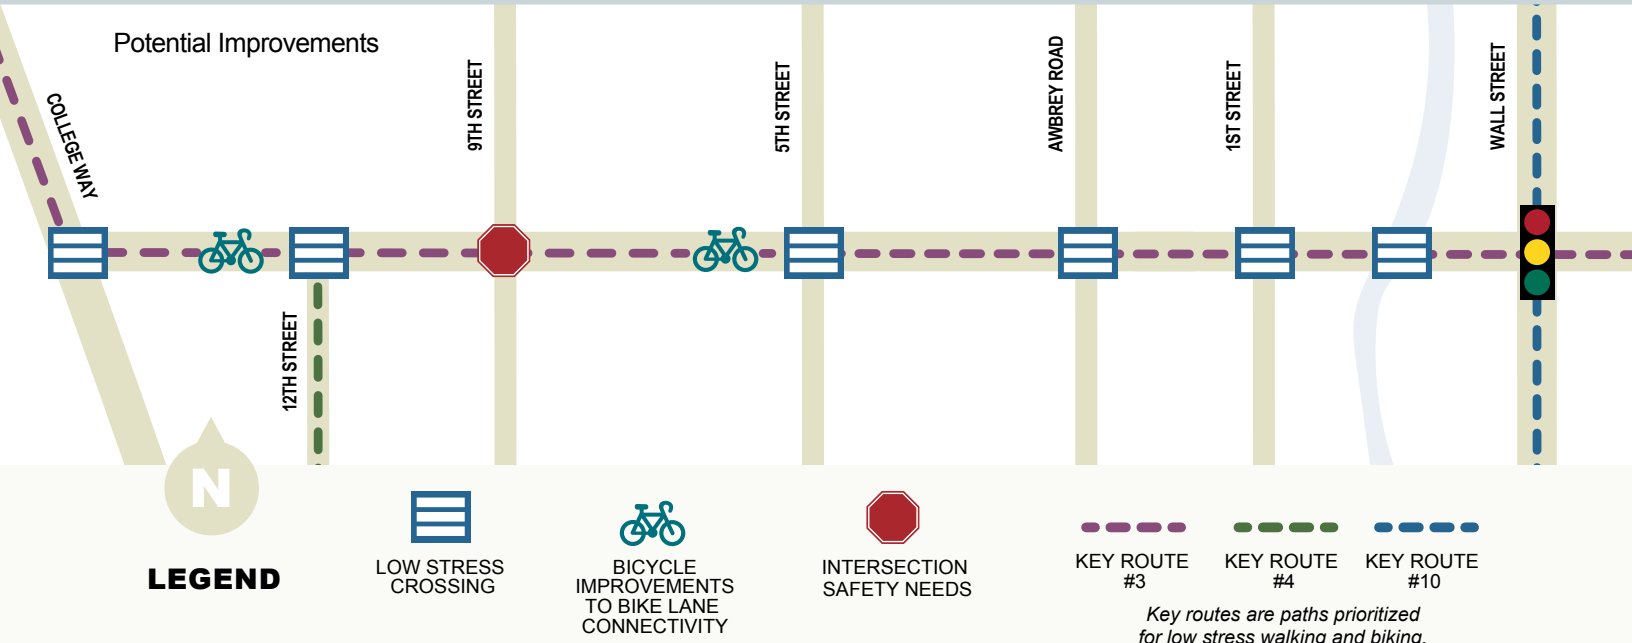 Potential Improvements
COLLEGE WAY
12TH STREET
9TH STREET
5TH STREET
AWBREY ROAD
1ST STREET
WALL STREET
N
LEGEND
LOW STRESS
CROSSING
BICYCLE
IMPROVEMENTS
TO BIKE LANE
CONNECTIVITY
INTERSECTION
SAFETY NEEDS
KEY ROUTE
#3
KEY ROUTE
#4
KEY ROUTE
#10
Key routes are paths prioritized
for low stress walking and biking.